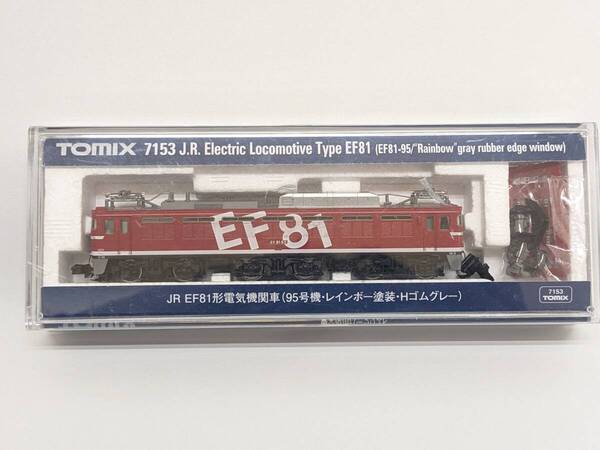 TOMIX 7153 J.R. Electric Locomotive Type EF81 (EF81-95/"Rainbow" gray rubber edge window)
EF81
JR EF81形電気機関車(95号機・レインボー塗装・Hゴムグレー)
7153
TOMIX